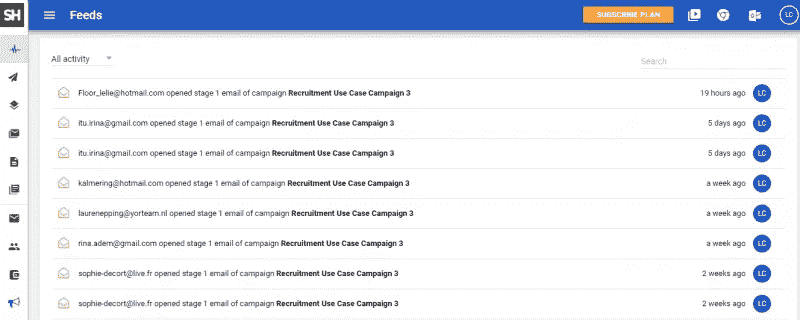 SH Feeds SUBSCRIBE PLAN LC
All activity Search
Floor_lelie@hotmail.com opened stage 1 email of campaign Recruitment Use Case Campaign 3 19 hours ago LC
itu.irina@gmail.com opened stage 1 email of campaign Recruitment Use Case Campaign 3 5 days ago LC
itu.irina@gmail.com opened stage 1 email of campaign Recruitment Use Case Campaign 3 5 days ago LC
kalmering@hotmail.com opened stage 1 email of campaign Recruitment Use Case Campaign 3 a week ago LC
laurenepping@yorteam.nl opened stage 1 email of campaign Recruitment Use Case Campaign 3 a week ago LC
rina.adem@gmail.com opened stage 1 email of campaign Recruitment Use Case Campaign 3 a week ago LC
sophie-decort@live.fr opened stage 1 email of campaign Recruitment Use Case Campaign 3 2 weeks ago LC
sophie-decort@live.fr opened stage 1 email of campaign Recruitment Use Case Campaign 3 2 weeks ago LC